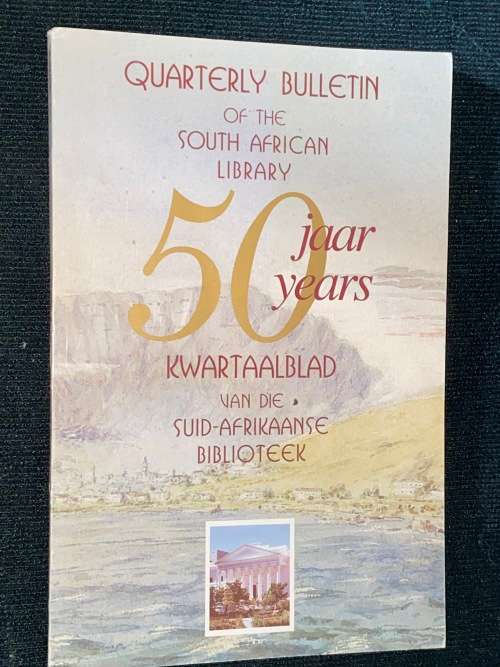 QUARTERLY BULLETIN
OF THE
SOUTH AFRICAN
LIBRARY
50 jaar
years
KWARTAALBLAD
VAN DIE
SUID-AFRIKAANSE
BIBLIOTEEK